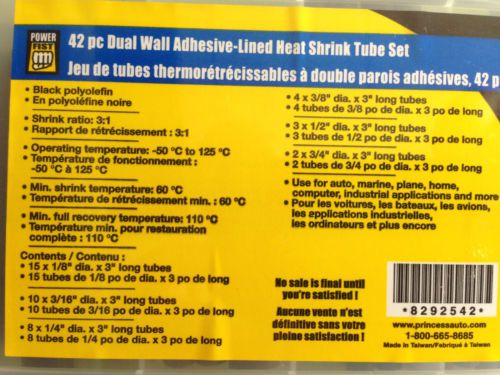 POWER
FIST
42 pc Dual Wall Adhesive-Lined Heat Shrink Tube Set
Jeu de tubes thermorétrécissables à double parois adhésives, 42 p
• Black polyolefin
• En polyoléfine noire
• Shrink ratio: 3:1
• Rapport de rétrécissement : 3:1
• Operating temperature: -50 °C to 125 °C
• Température de fonctionnement :
-50 °C à 125 °C
• Min. shrink temperature: 60 °C
• Température de rétrécissement min. : 60 °C
• Min. full recovery temperature: 110 °C
• Température min. pour restauration
complète : 110 °C
Contents / Contenu :
• 15 x 1/8" dia. x 3" long tubes
• 15 tubes de 1/8 po de dia. x 3 po de long
• 10 x 3/16" dia. x 3" long tubes
• 10 tubes de 3/16 po de dia. x 3 po de long
• 8 x 1/4" dia. x 3" long tubes
• 8 tubes de 1/4 po de dia. x 3 po de long
• 4 x 3/8" dia. x 3" long tubes
• 4 tubes de 3/8 po de dia. x 3 po de long
• 3 x 1/2" dia. x 3" long tubes
• 3 tubes de 1/2 po de dia. x 3 po de long
• 2 x 3/4" dia. x 3" long tubes
• 2 tubes de 3/4 po de dia. x 3 po de long
• Use for auto, marine, plane, home,
computer, industrial applications and more
• Pour les voitures, les bateaux, les avions,
les applications industrielles,
les ordinateurs et plus encore
No sale is final until
you're satisfied !
Aucune vente n'est
définitive sans votre
pleine satisfaction !
*8292542*
www.princessauto.com
1-800-665-8685
Made in Taiwan/Fabriqué à Taiwan